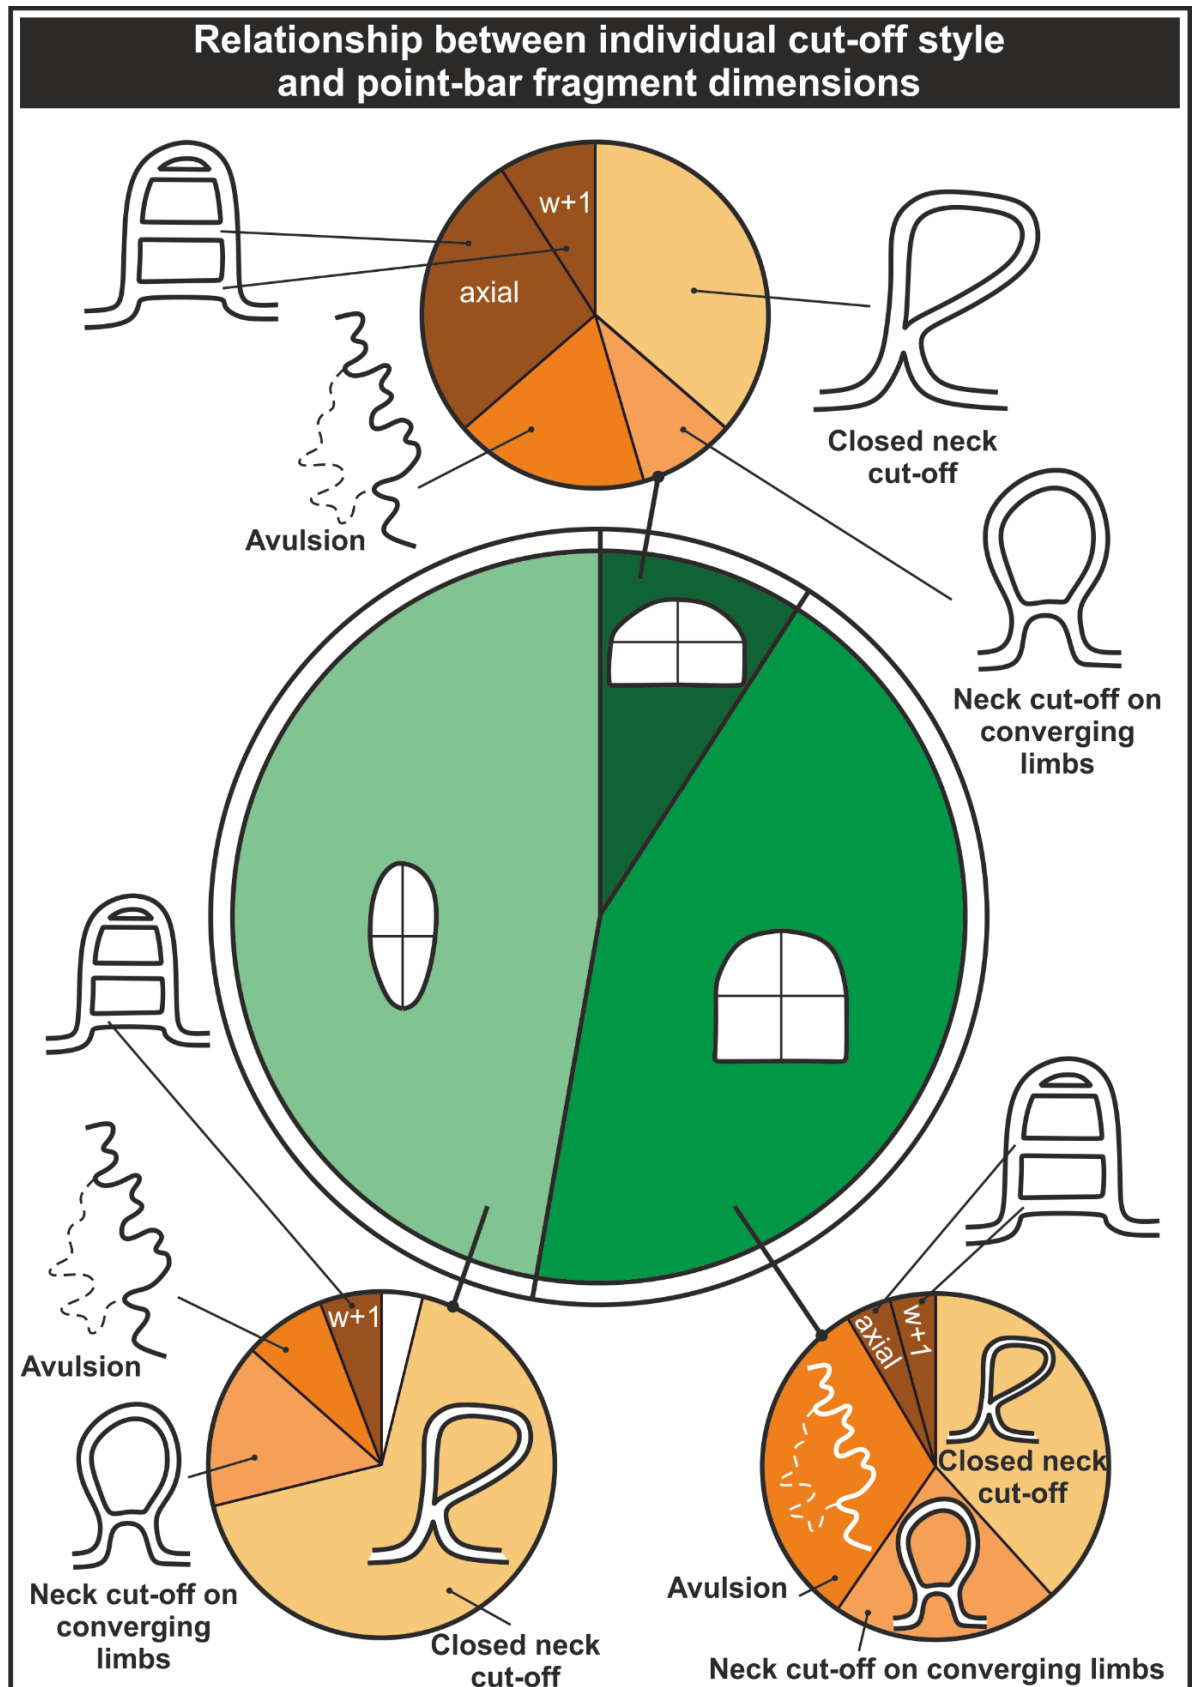 Relationship between individual cut-off style
and point-bar fragment dimensions
w+1
axial
Closed neck
cut-off
Avulsion
Neck cut-off on
converging
limbs
w+1
Avulsion
Neck cut-off on
converging
limbs
Closed neck
cut-off
axial
w+1
Closed neck
cut-off
Avulsion
Neck cut-off on converging limbs